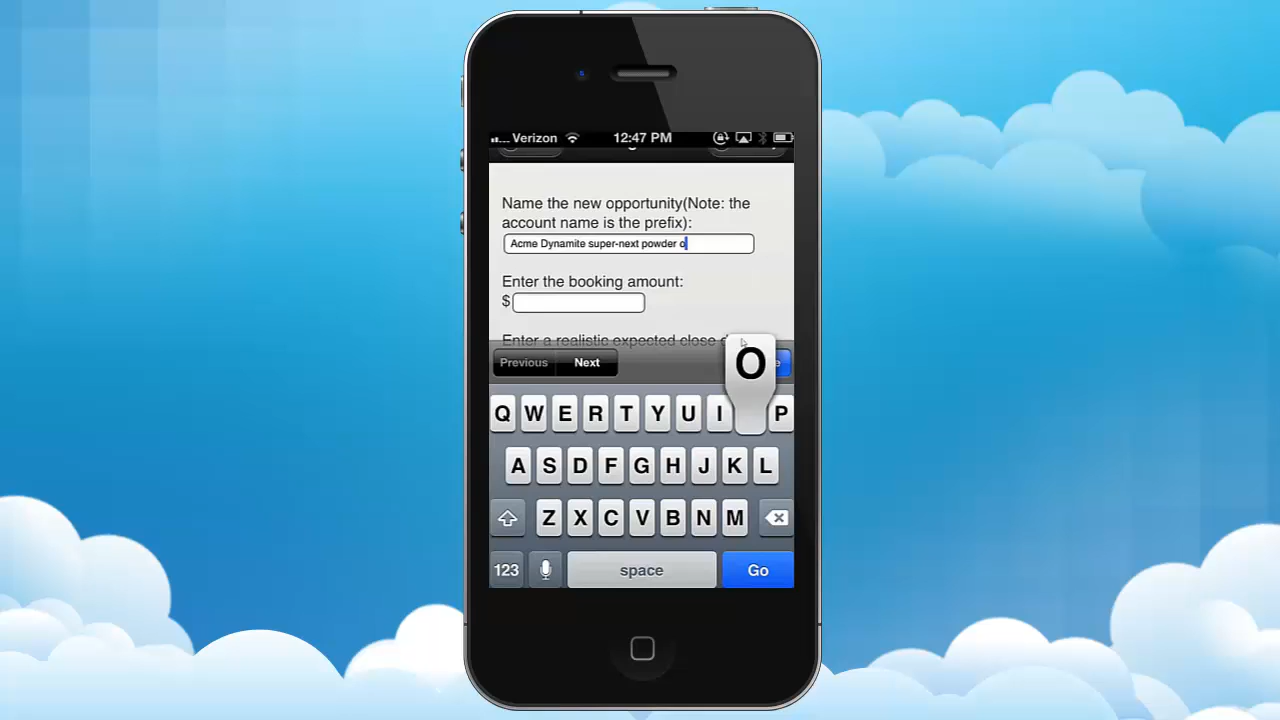 Verizon 12:47 PM
Name the new opportunity(Note: the
account name is the prefix):
Acme Dynamite super-next powder o
Enter the booking amount:
$
Enter a realistic expected close
Previous Next
O
Q W E R T Y U I P
A S D F G H J K L
Z X C V B N M
123 space Go